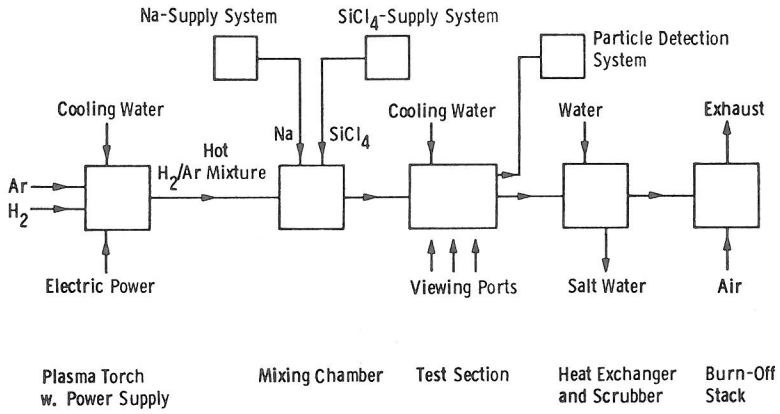 Na-Supply System
SiCl4-Supply System
Particle Detection
System
Cooling Water
Cooling Water
Water
Exhaust
Na
SiCl4
Hot
H2/Ar Mixture
Ar
H2
Electric Power
Viewing Ports
Salt Water
Air
Plasma Torch
w. Power Supply
Mixing Chamber
Test Section
Heat Exchanger
and Scrubber
Burn-Off
Stack